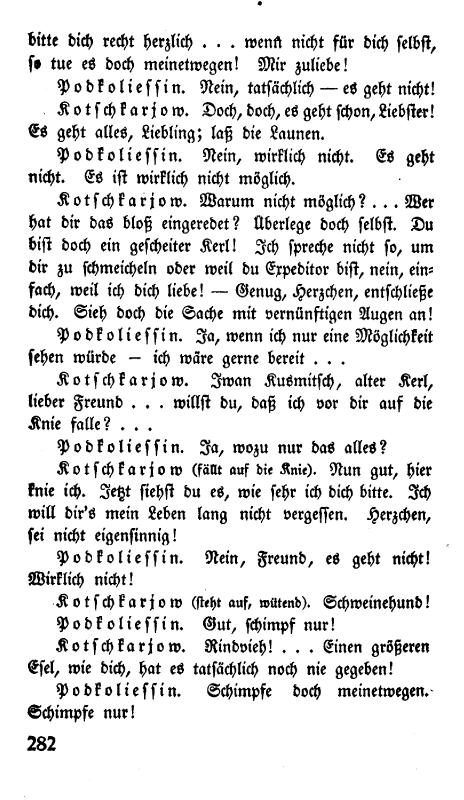 bitte dich recht herzlich . . . wenn nicht für dich selbst,
so tue es doch meinetwegen! Mir zuliebe!
Podkoliessin. Nein, tatsächlich — es geht nicht!
Kotschkarjow. Doch, doch, es geht schon, Liebster!
Es geht alles, Liebling; laß die Launen.
Podkoliessin. Nein, wirklich nicht. Es geht
nicht. Es ist wirklich nicht möglich.
Kotschkarjow. Warum nicht möglich? . . . Wer
hat dir das bloß eingeredet? Überlege doch selbst. Du
bist doch ein gescheiter Kerl! Ich spreche nicht so, um
dir zu schmeicheln oder weil du Expeditor bist, nein, ein-
fach, weil ich dich liebe! — Genug, Herzchen, entschließe
dich. Sieh doch die Sache mit vernünftigen Augen an!
Podkoliessin. Ja, wenn ich nur eine Möglichkeit
sehen würde — ich wäre gerne bereit . . .
Kotschkarjow. Iwan Kusmitsch, alter Kerl,
lieber Freund . . . willst du, daß ich vor dir auf die
Knie falle? . . .
Podkoliessin. Ja, wozu nur das alles?
Kotschkarjow (fällt auf die Knie). Nun gut, hier
knie ich. Jetzt siehst du es, wie sehr ich dich bitte. Ich
will dir's mein Leben lang nicht vergessen. Herzchen,
sei nicht eigensinnig!
Podkoliessin. Nein, Freund, es geht nicht!
Wirklich nicht!
Kotschkarjow (steht auf, wütend). Schweinehund!
Podkoliessin. Gut, schimpf nur!
Kotschkarjow. Rindvieh! . . . Einen größeren
Esel, wie dich, hat es tatsächlich noch nie gegeben!
Podkoliessin. Schimpfe doch meinetwegen.
Schimpfe nur!
282